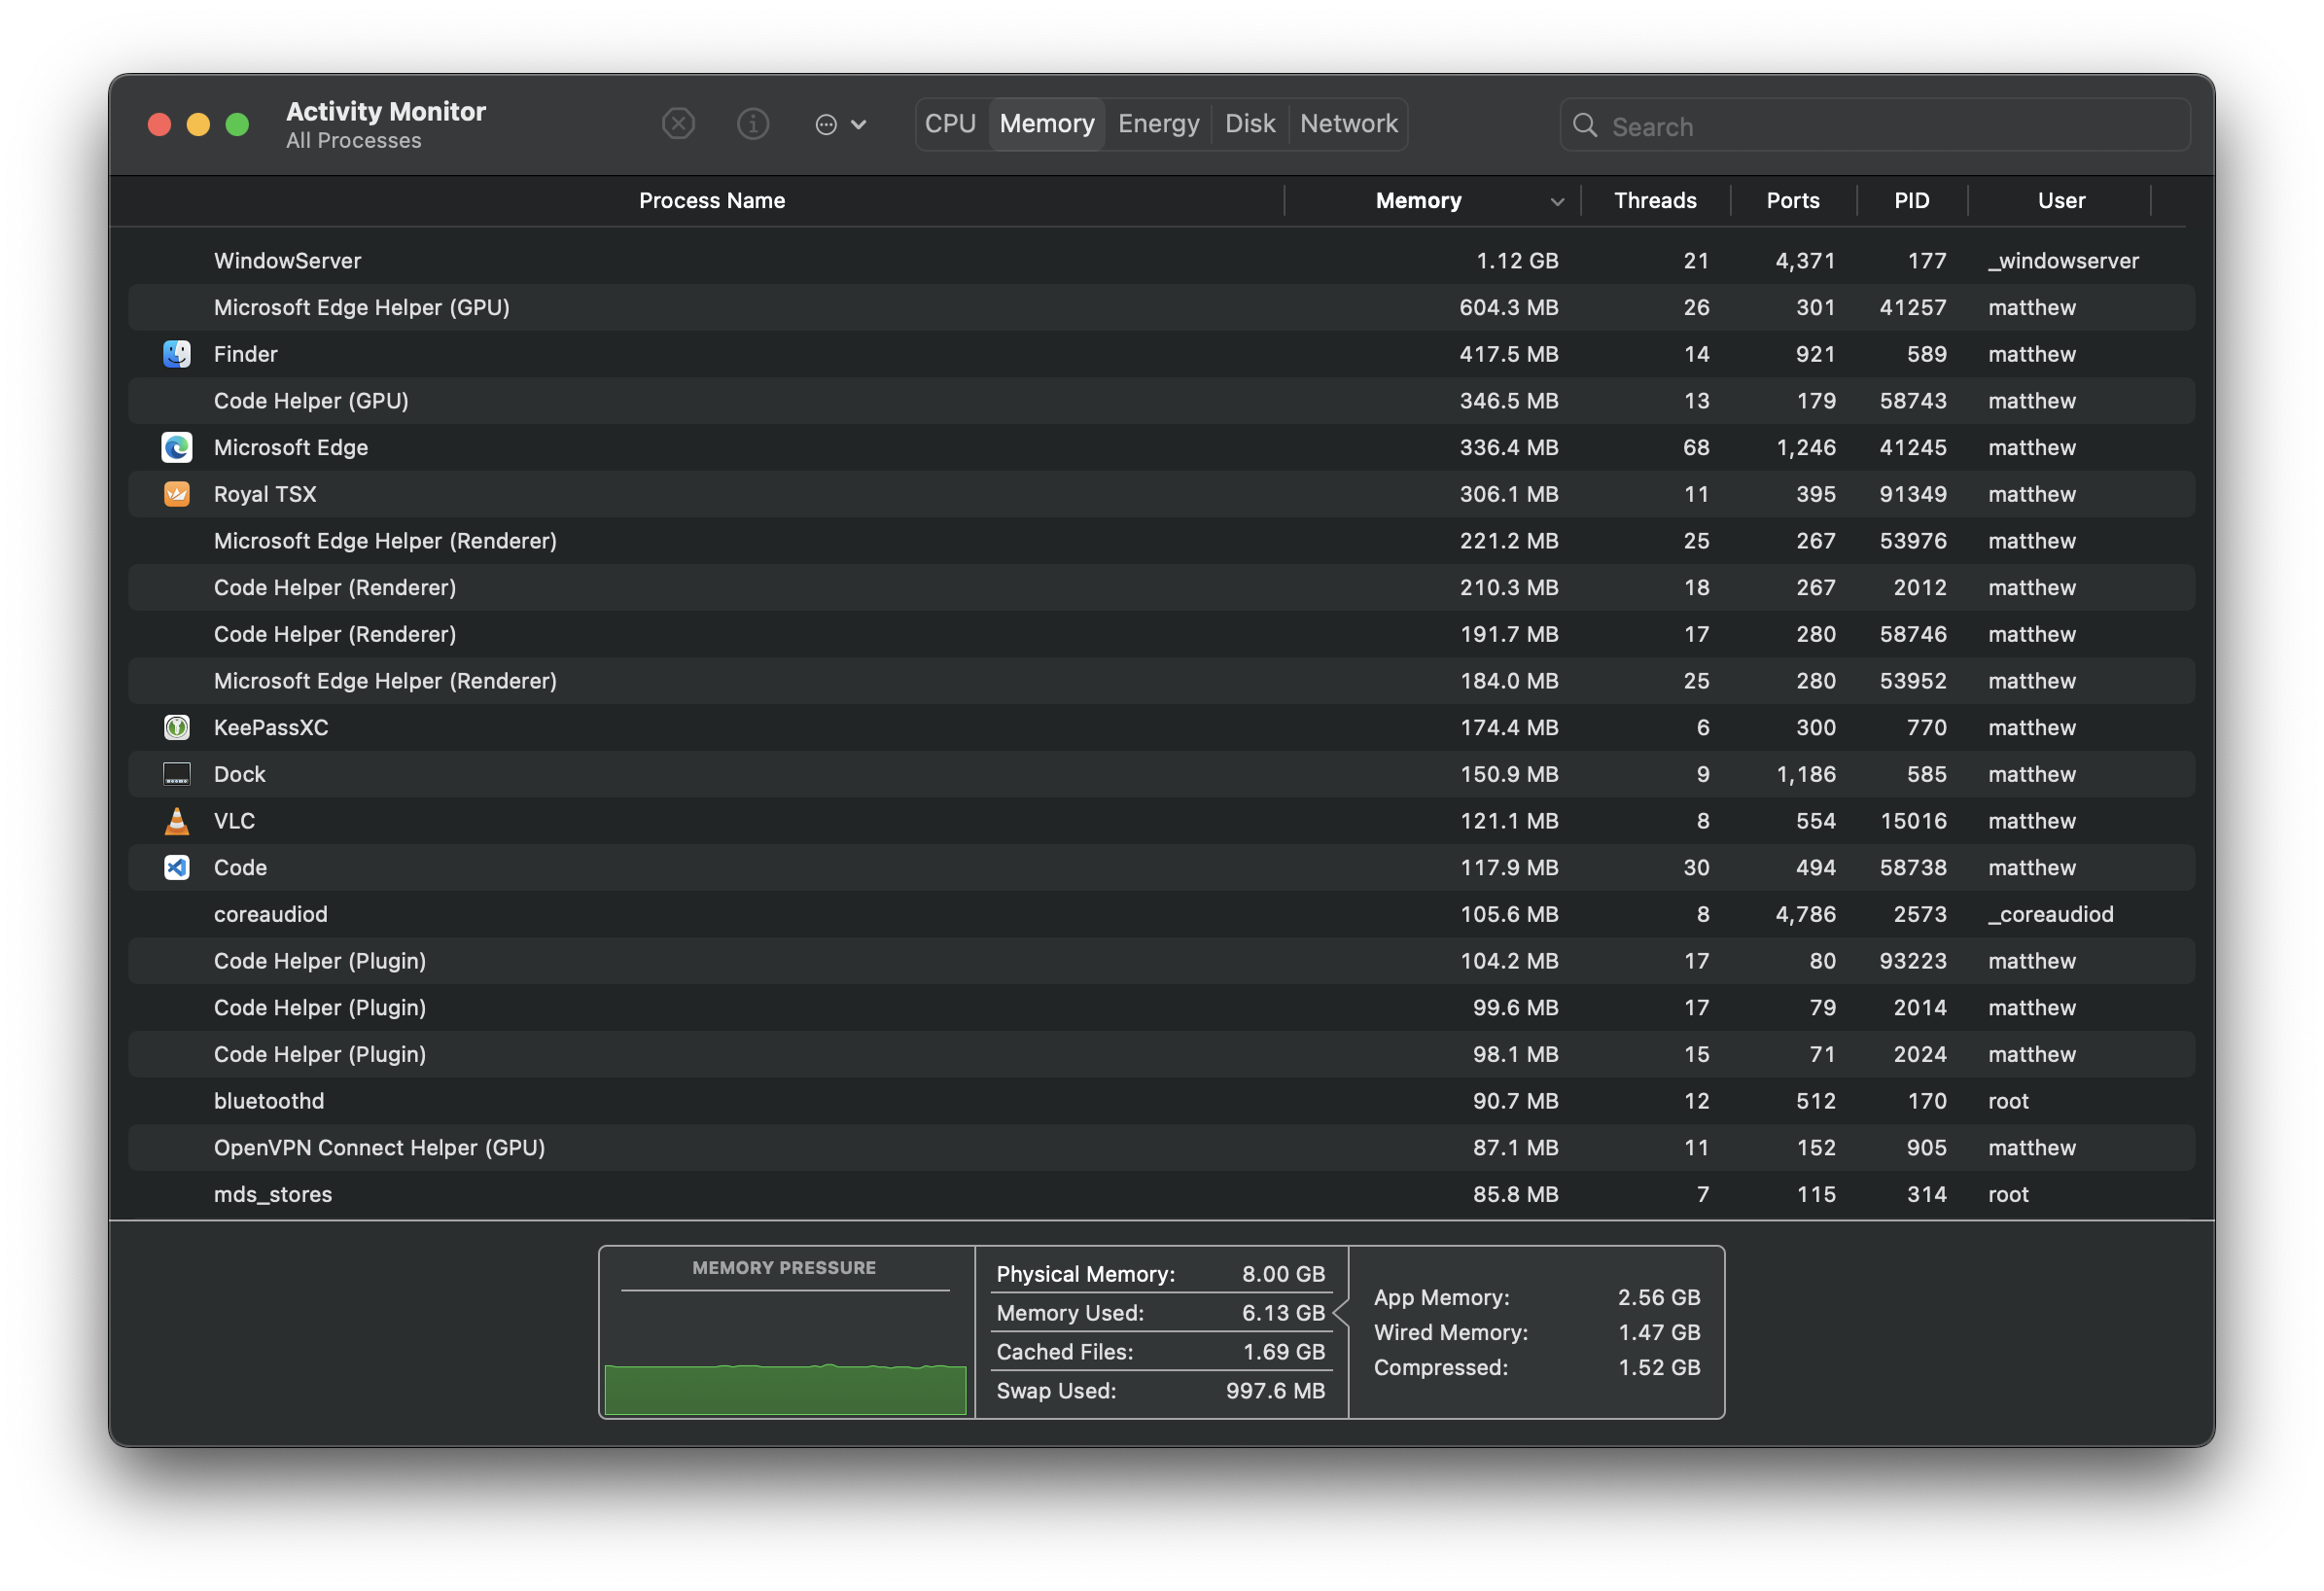 Activity Monitor
All Processes
CPU Memory Energy Disk Network
Search
Process Name Memory Threads Ports PID User
WindowServer 1.12 GB 21 4,371 177 _windowserver
Microsoft Edge Helper (GPU) 604.3 MB 26 301 41257 matthew
Finder 417.5 MB 14 921 589 matthew
Code Helper (GPU) 346.5 MB 13 179 58743 matthew
Microsoft Edge 336.4 MB 68 1,246 41245 matthew
Royal TSX 306.1 MB 11 395 91349 matthew
Microsoft Edge Helper (Renderer) 221.2 MB 25 267 53976 matthew
Code Helper (Renderer) 210.3 MB 18 267 2012 matthew
Code Helper (Renderer) 191.7 MB 17 280 58746 matthew
Microsoft Edge Helper (Renderer) 184.0 MB 25 280 53952 matthew
KeePassXC 174.4 MB 6 300 770 matthew
Dock 150.9 MB 9 1,186 585 matthew
VLC 121.1 MB 8 554 15016 matthew
Code 117.9 MB 30 494 58738 matthew
coreaudiod 105.6 MB 8 4,786 2573 _coreaudiod
Code Helper (Plugin) 104.2 MB 17 80 93223 matthew
Code Helper (Plugin) 99.6 MB 17 79 2014 matthew
Code Helper (Plugin) 98.1 MB 15 71 2024 matthew
bluetoothd 90.7 MB 12 512 170 root
OpenVPN Connect Helper (GPU) 87.1 MB 11 152 905 matthew
mds_stores 85.8 MB 7 115 314 root
MEMORY PRESSURE
Physical Memory: 8.00 GB
Memory Used: 6.13 GB
Cached Files: 1.69 GB
Swap Used: 997.6 MB
App Memory: 2.56 GB
Wired Memory: 1.47 GB
Compressed: 1.52 GB